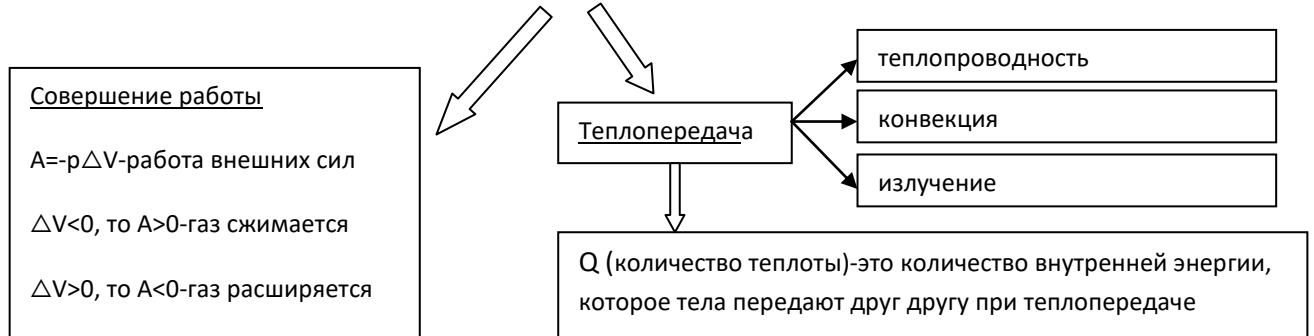 Совершение работы
A=-p△V-работа внешних сил
△V<0, то A>0-газ сжимается
△V>0, то A<0-газ расширяется
Теплопередача
теплопроводность
конвекция
излучение
Q (количество теплоты)-это количество внутренней энергии,
которое тела передают друг другу при теплопередаче